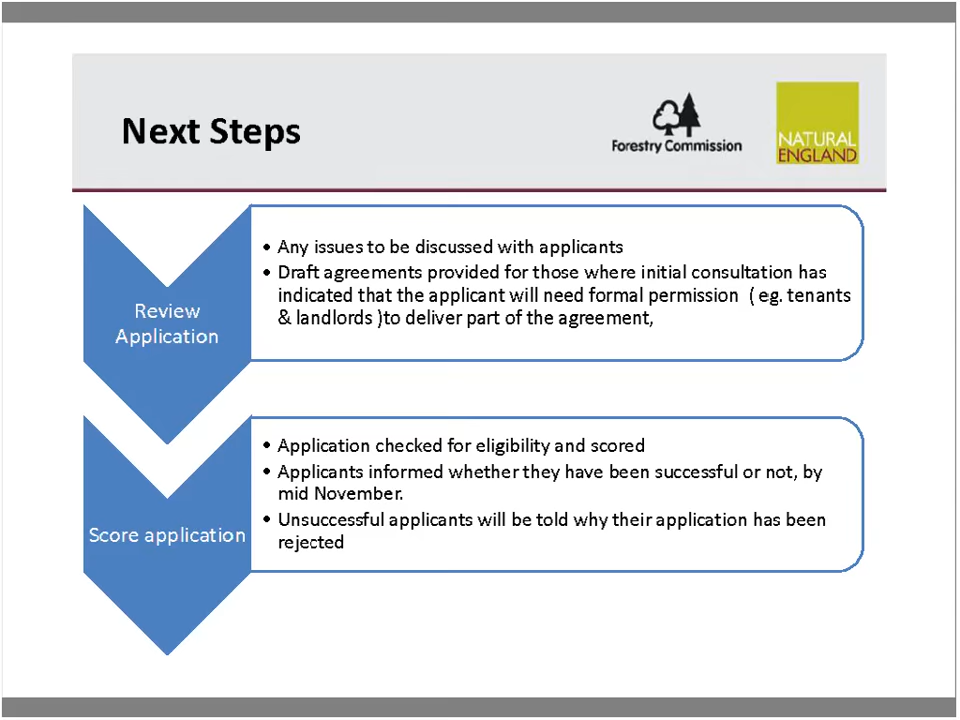 Next Steps
Forestry Commission
NATURAL
ENGLAND
Review
Application
• Any issues to be discussed with applicants
• Draft agreements provided for those where initial consultation has
indicated that the applicant will need formal permission ( eg. tenants
& landlords )to deliver part of the agreement,
Score application
• Application checked for eligibility and scored
• Applicants informed whether they have been successful or not, by
mid November.
• Unsuccessful applicants will be told why their application has been
rejected